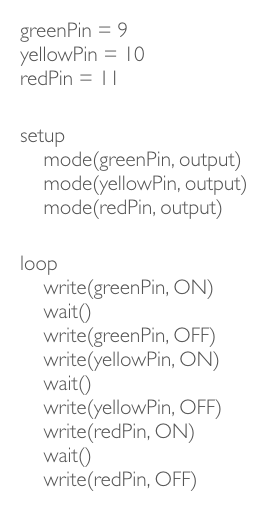 greenPin = 9
yellowPin = 10
redPin = 11
setup
mode(greenPin, output)
mode(yellowPin, output)
mode(redPin, output)
loop
write(greenPin, ON)
wait()
write(greenPin, OFF)
write(yellowPin, ON)
wait()
write(yellowPin, OFF)
write(redPin, ON)
wait()
write(redPin, OFF)